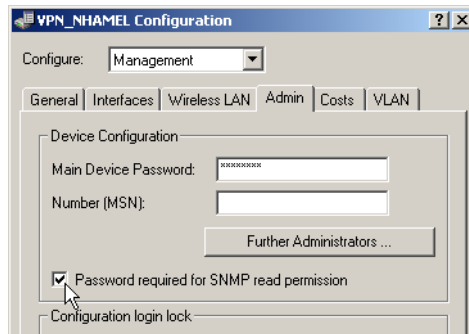 VPN_NHAMEL Configuration
Configure: Management
General Interfaces Wireless LAN Admin Costs VLAN
Device Configuration
Main Device Password: ********
Number (MSN):
Further Administrators ...
Password required for SNMP read permission
Configuration login lock